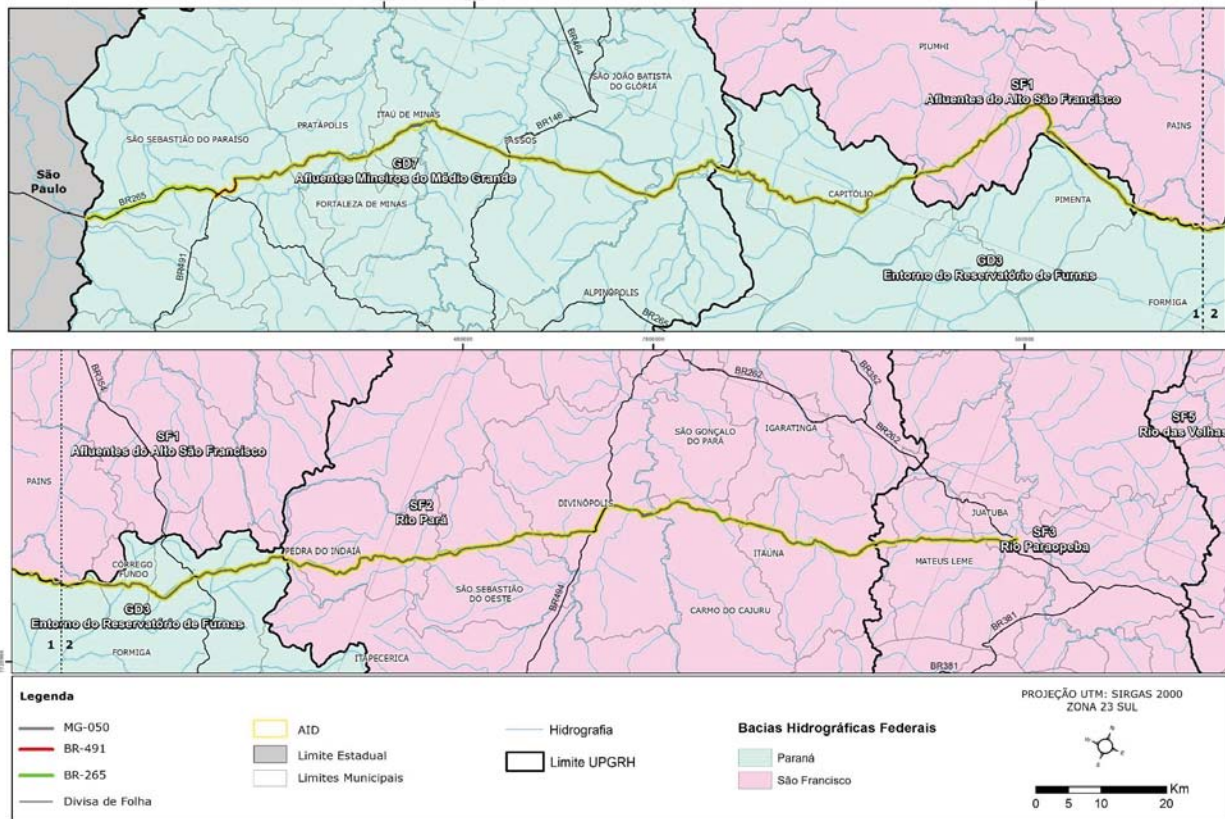 PIUMHI
BR464
SÃO JOÃO BATISTA
DO GLÓRIA
SF1
Afluentes do Alto São Francisco
ITAÚ DE MINAS
PRATÁPOLIS
SÃO SEBASTIÃO DO PARAÍSO
BR146
PASSOS
PAINS
GD7
Afluentes Mineiros do Médio Grande
São
Paulo
BR265
FORTALEZA DE MINAS
CAPITÓLIO
PIMENTA
BR491
GD3
Entorno do Reservatório de Furnas
ALPINÓPOLIS
BR265
FORMIGA
1 2
BR354
BR262
BR352
SF5
Rio das Velhas
SF1
Afluentes do Alto São Francisco
SÃO GONÇALO
DO PARÁ
IGARATINGA
BR262
PAINS
SF2
Rio Pará
DIVINÓPOLIS
JUATUBA
SF3
Rio Paraopeba
PEDRA DO INDAIÁ
CÓRREGO
FUNDO
ITAÚNA
MATEUS LEME
SÃO SEBASTIÃO
DO OESTE
GD3
Entorno do Reservatório de Furnas
BR494
CARMO DO CAJURU
1 2
FORMIGA
ITAPECERICA
BR381
BR381
Legenda
MG-050
BR-491
BR-265
Divisa de Folha
AID
Limite Estadual
Limites Municipais
Hidrografia
Limite UPGRH
Bacias Hidrográficas Federais
Paraná
São Francisco
PROJEÇÃO UTM: SIRGAS 2000
ZONA 23 SUL
N
E
S
Km
0 5 10 20